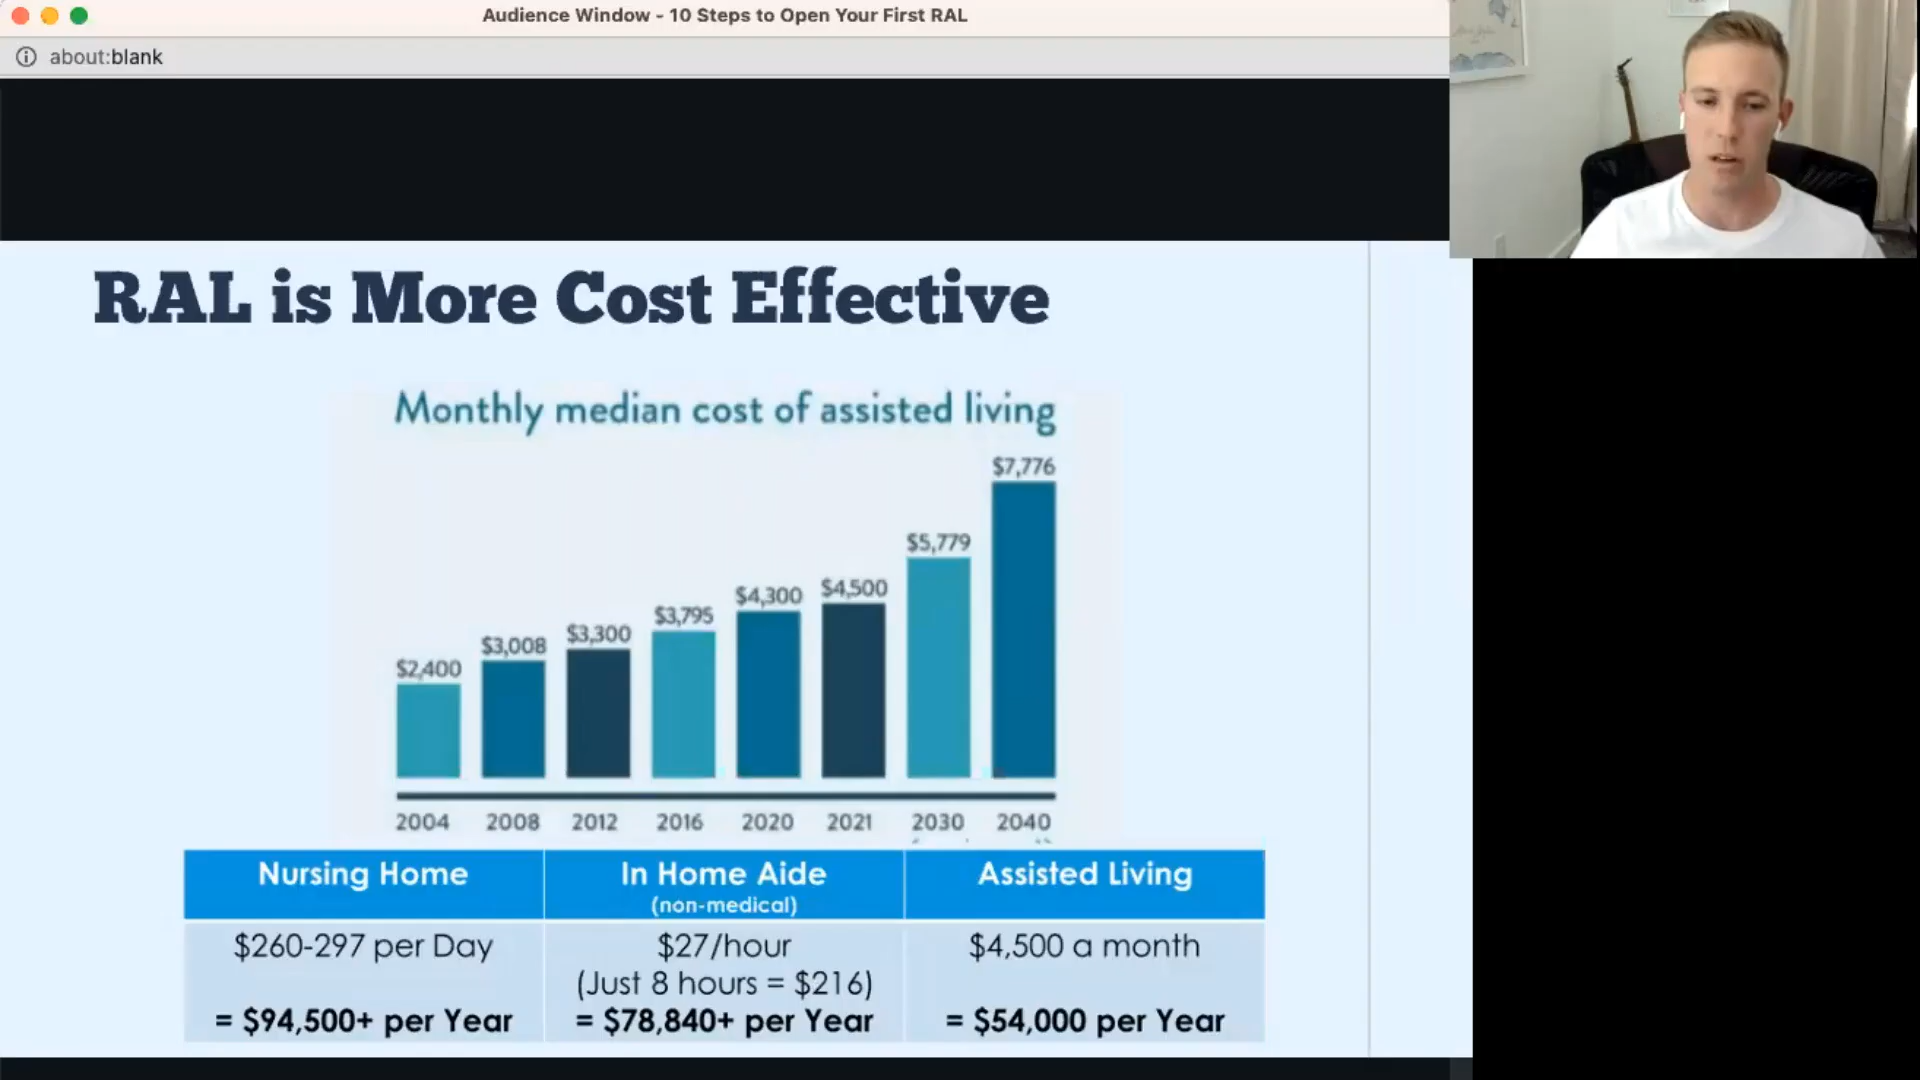 Audience Window - 10 Steps to Open Your First RAL
about:blank
RAL is More Cost Effective
Monthly median cost of assisted living
$2,400
$3,008
$3,300
$3,795
$4,300
$4,500
$5,779
$7,776
2004 2008 2012 2016 2020 2021 2030 2040
Nursing Home
In Home Aide
(non-medical)
Assisted Living
$260-297 per Day
= $94,500+ per Year
$27/hour
(Just 8 hours = $216)
= $78,840+ per Year
$4,500 a month
= $54,000 per Year